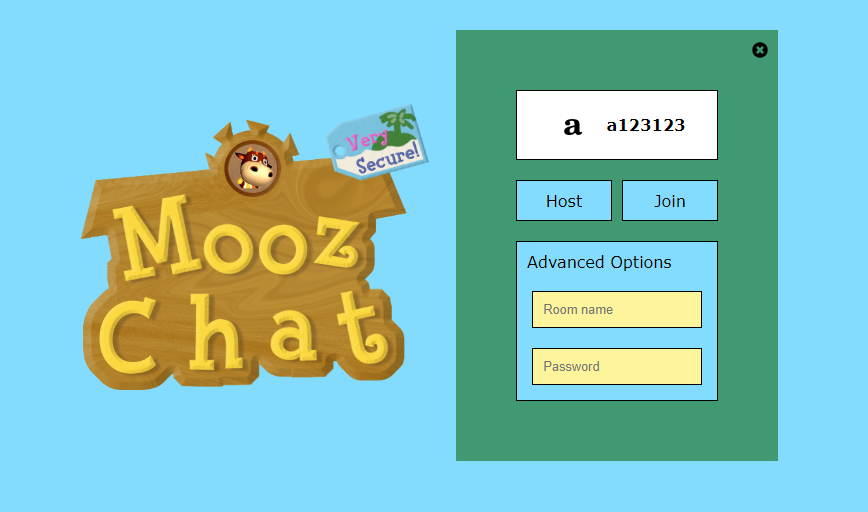 Very
Secure!
Mooz
Chat
a a123123
Host Join
Advanced Options
Room name
Password